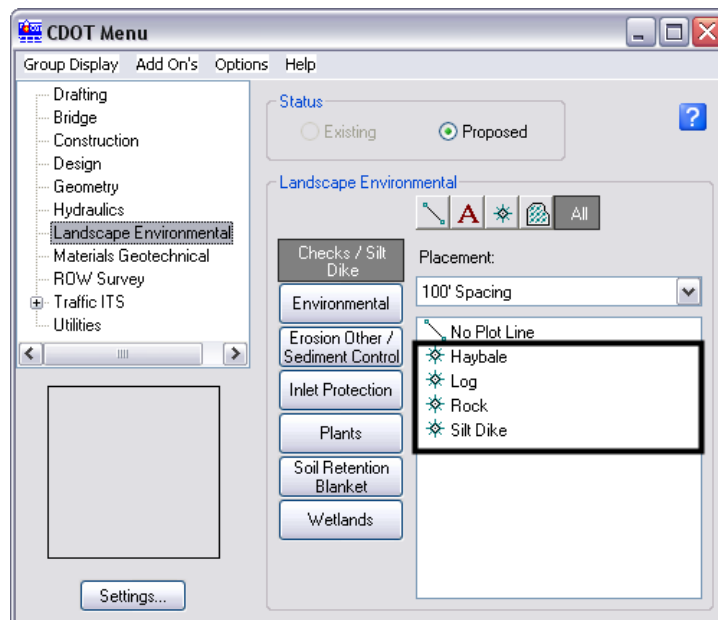 CDOT Menu
Group Display Add On's Options Help
Drafting
Bridge
Construction
Design
Geometry
Hydraulics
Landscape Environmental
Materials Geotechnical
ROW Survey
Traffic ITS
Utilities
Settings...
Status
Existing
Proposed
?
Landscape Environmental
A
All
Checks / Silt
Dike
Environmental
Erosion Other /
Sediment Control
Inlet Protection
Plants
Soil Retention
Blanket
Wetlands
Placement:
100' Spacing
No Plot Line
Haybale
Log
Rock
Silt Dike